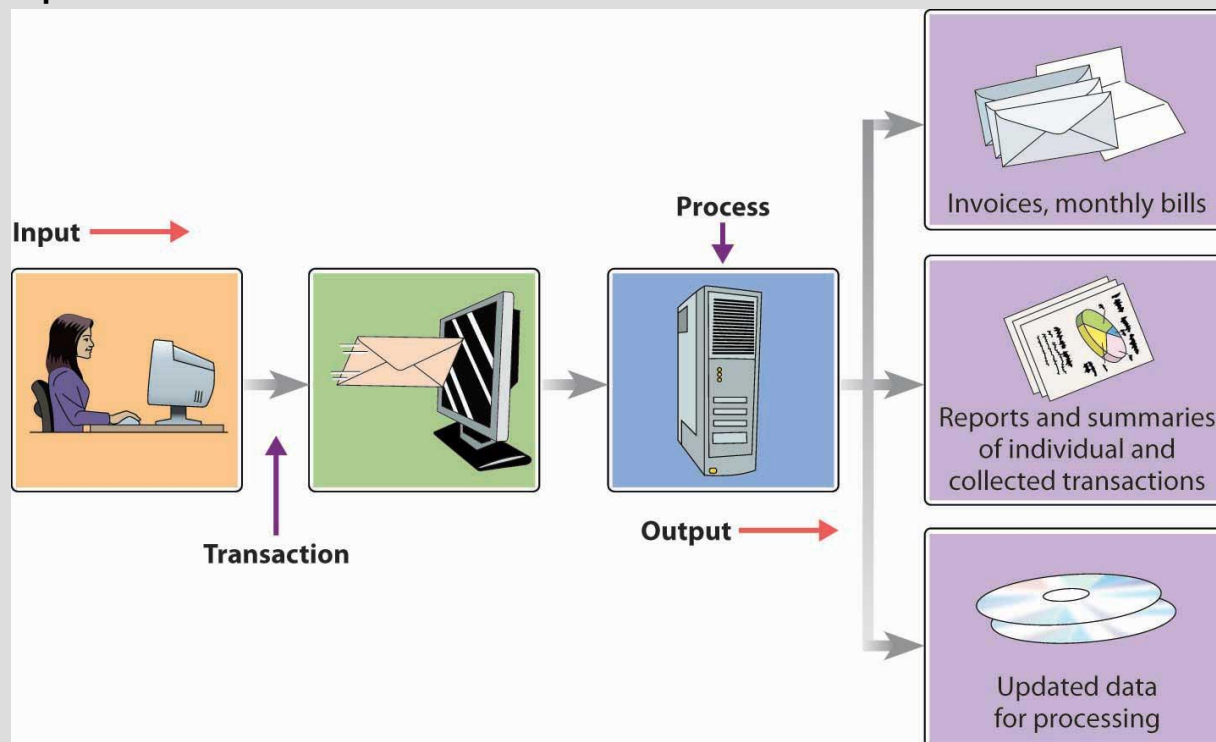 Input
Transaction
Process
Output
Invoices, monthly bills
Reports and summaries
of individual and
collected transactions
Updated data
for processing